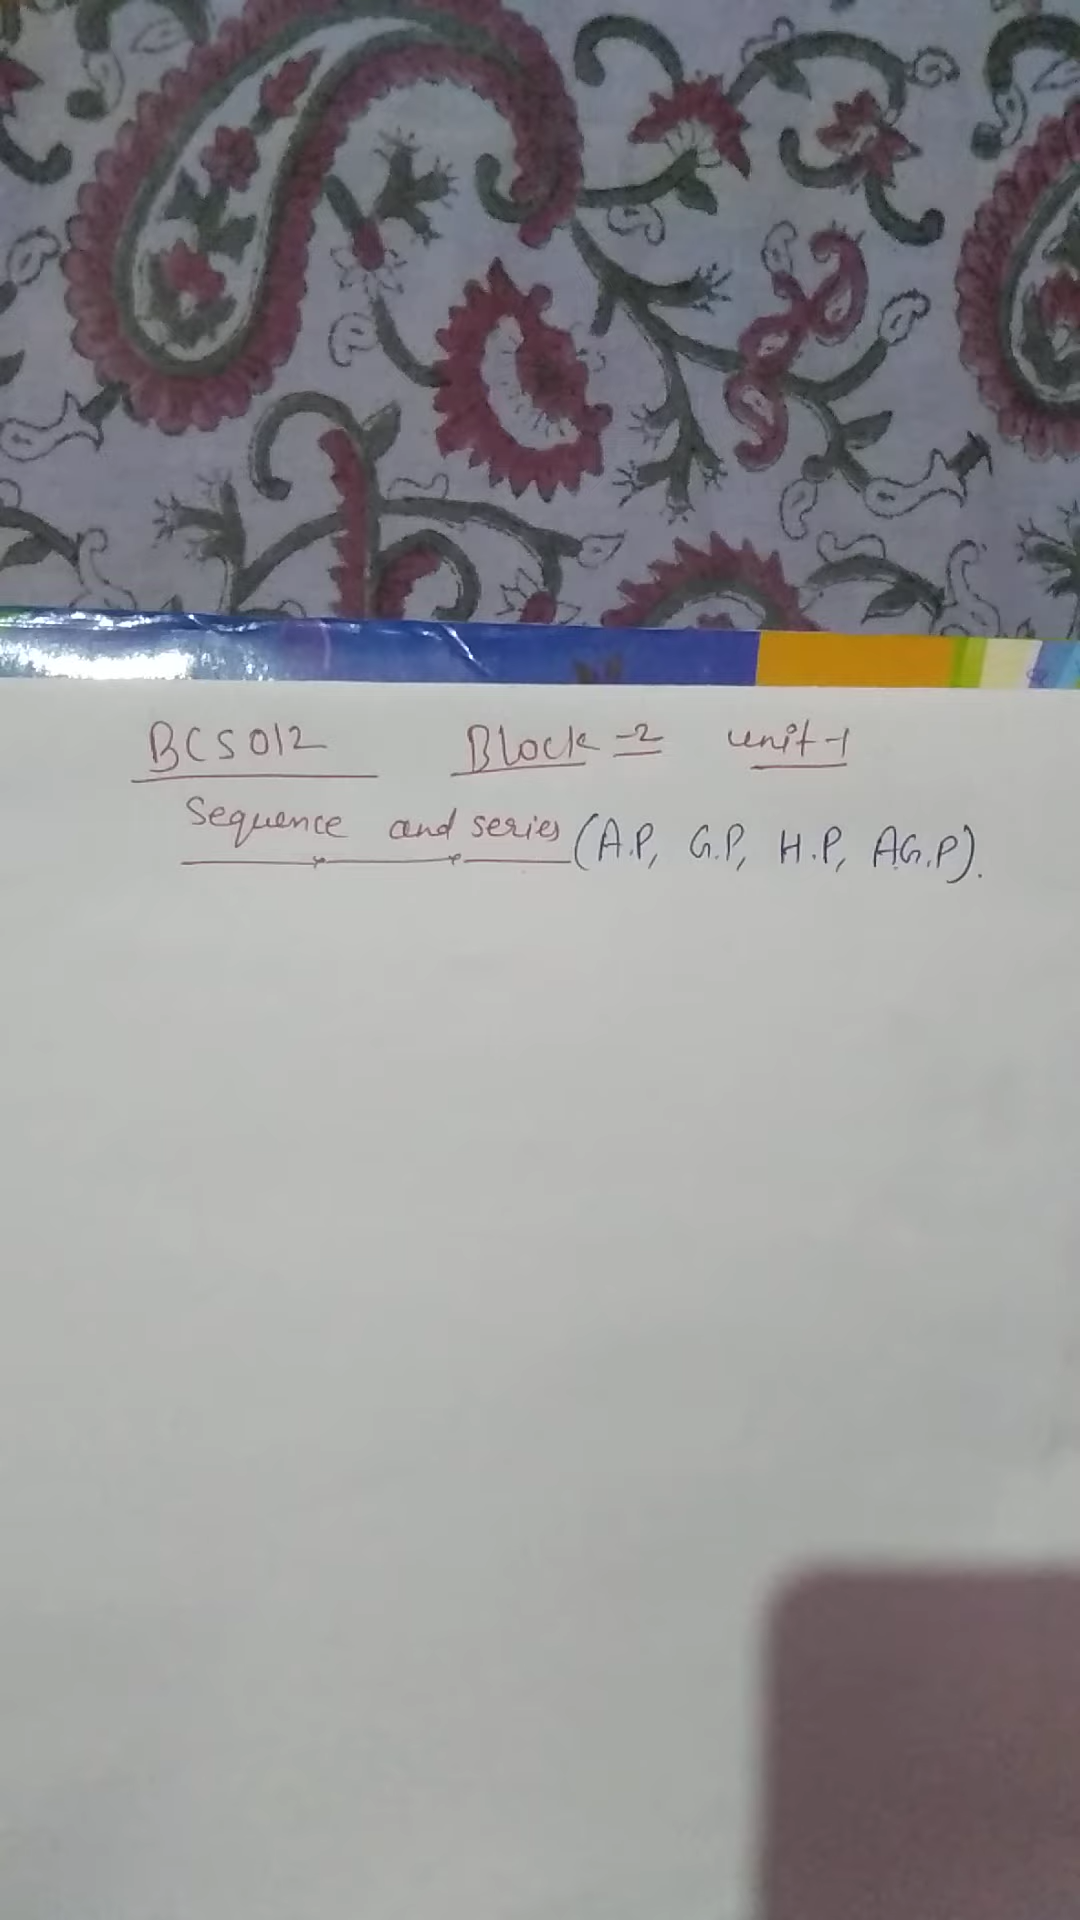 BCS012 Block-2 unit-1
Sequence and series (A.P, G.P, H.P, AG.P).